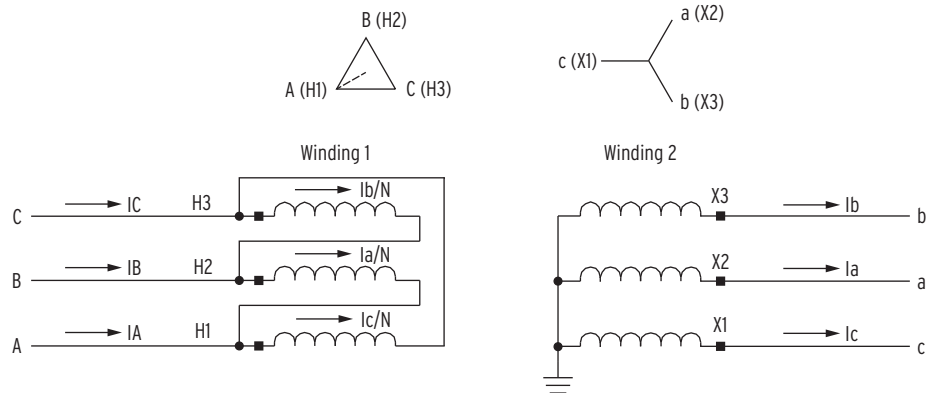 B (H2)
A (H1)
C (H3)
a (X2)
c (X1)
b (X3)
Winding 1
Winding 2
C
IC
H3
Ib/N
X3
Ib
b
B
IB
H2
Ia/N
X2
Ia
a
A
IA
H1
Ic/N
X1
Ic
c